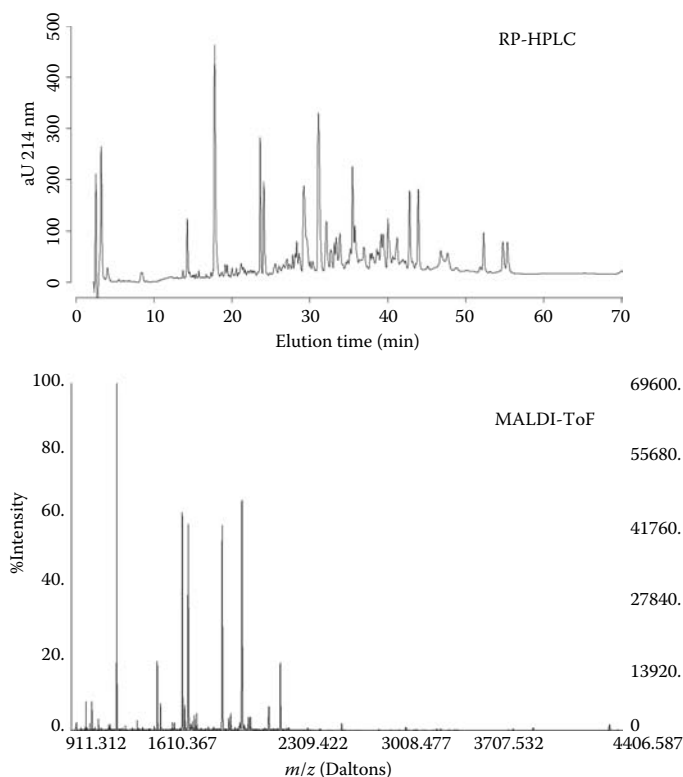 RP-HPLC
aU 214 nm
500
400
300
200
100
0
0 10 20 30 40 50 60 70
Elution time (min)
MALDI-ToF
%Intensity
100. 69600.
80. 55680.
60. 41760.
40. 27840.
20. 13920.
0. 0
911.312 1610.367 2309.422 3008.477 3707.532 4406.587
m/z (Daltons)